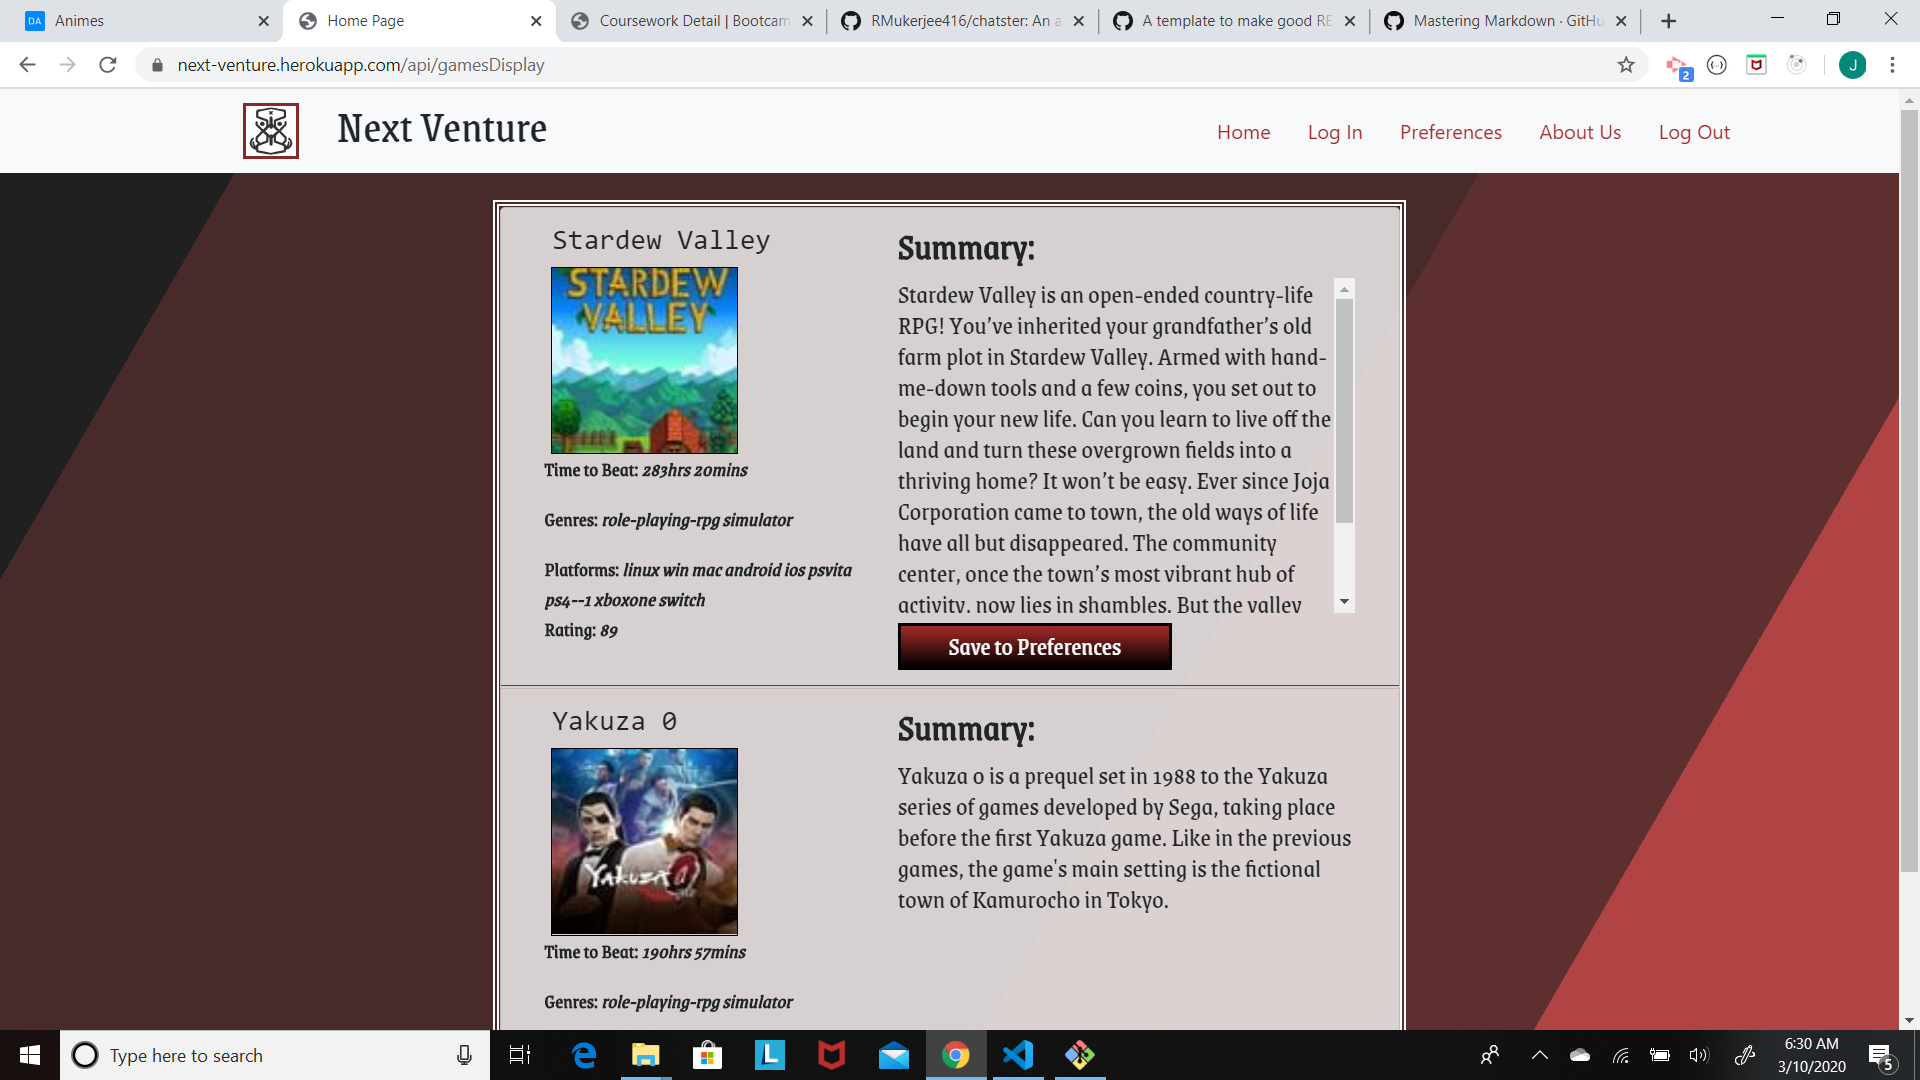 Animes
Home Page
Coursework Detail | Bootcam
RMukerjee416/chatster: An a
A template to make good RE
Mastering Markdown · GitHu
next-venture.herokuapp.com/api/gamesDisplay
2
J
Next Venture
Home
Log In
Preferences
About Us
Log Out
Stardew Valley
STARDEW
VALLEY
Time to Beat: 283hrs 20mins
Genres: role-playing-rpg simulator
Platforms: linux win mac android ios psvita
ps4--1 xboxone switch
Rating: 89
Summary:
Stardew Valley is an open-ended country-life
RPG! You’ve inherited your grandfather’s old
farm plot in Stardew Valley. Armed with hand-
me-down tools and a few coins, you set out to
begin your new life. Can you learn to live off the
land and turn these overgrown fields into a
thriving home? It won’t be easy. Ever since Joja
Corporation came to town, the old ways of life
have all but disappeared. The community
center, once the town’s most vibrant hub of
activity, now lies in shambles. But the valley
Save to Preferences
Yakuza 0
YAKUZA 0
Time to Beat: 190hrs 57mins
Genres: role-playing-rpg simulator
Summary:
Yakuza 0 is a prequel set in 1988 to the Yakuza
series of games developed by Sega, taking place
before the first Yakuza game. Like in the previous
games, the game's main setting is the fictional
town of Kamurocho in Tokyo.
Type here to search
L
6:30 AM
3/10/2020
5